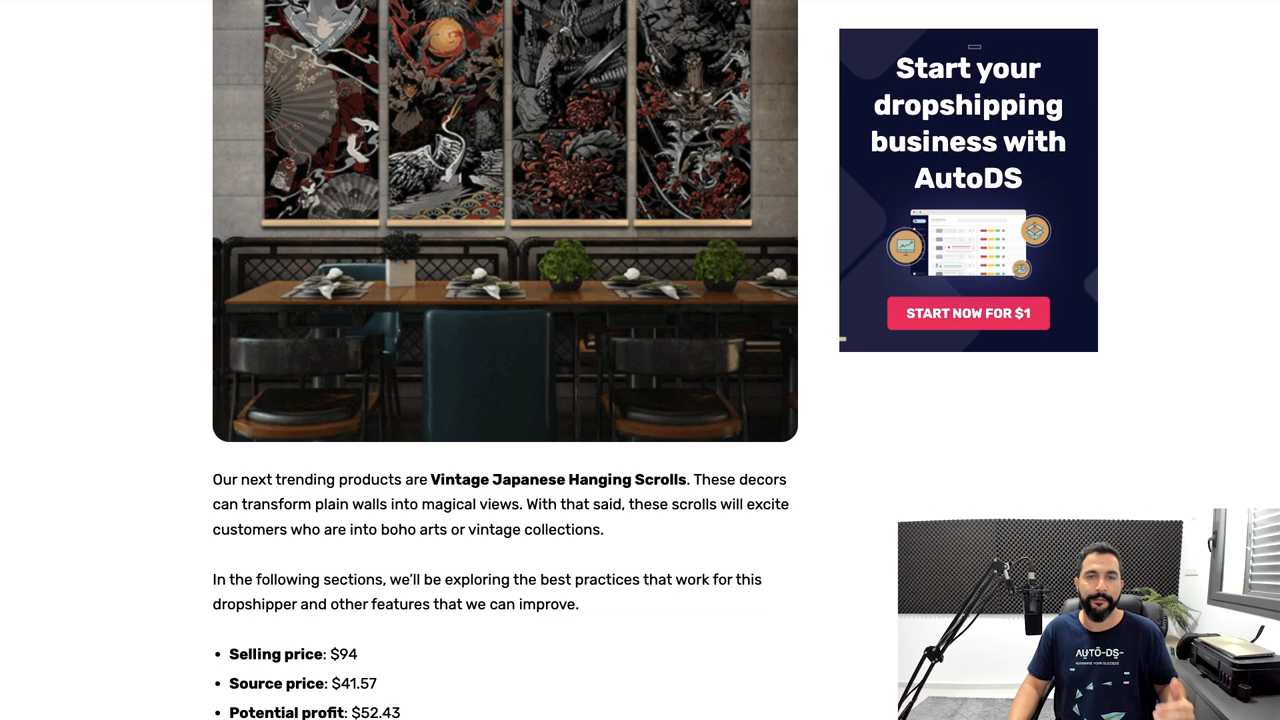 Our next trending products are Vintage Japanese Hanging Scrolls. These decors
can transform plain walls into magical views. With that said, these scrolls will excite
customers who are into boho arts or vintage collections.
In the following sections, we'll be exploring the best practices that work for this
dropshipper and other features that we can improve.
• Selling price: $94
• Source price: $41.57
• Potential profit: $52.43
Start your
dropshipping
business with
AutoDS
START NOW FOR $1
AUTO-DS
AUTOMATE YOUR SUCCESS